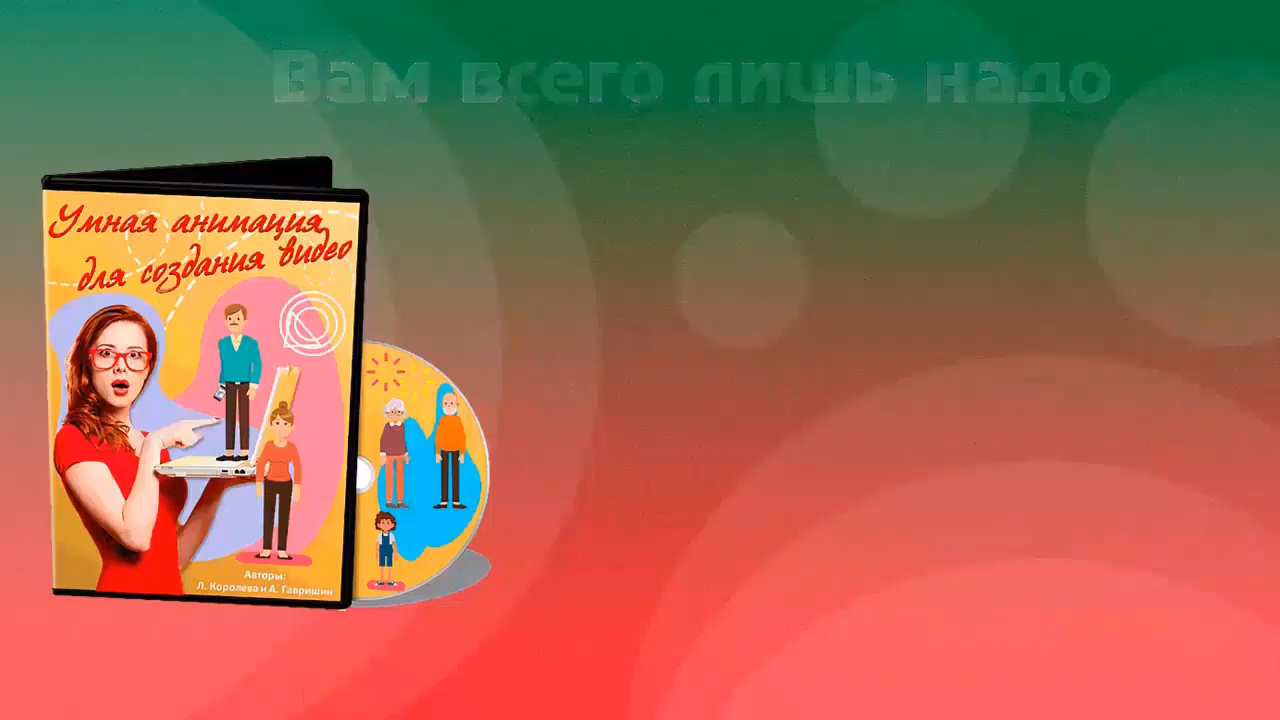 Вам всего лишь надо
Умная анимация
для создания видео
Авторы:
Л. Королева и А. Гавришин